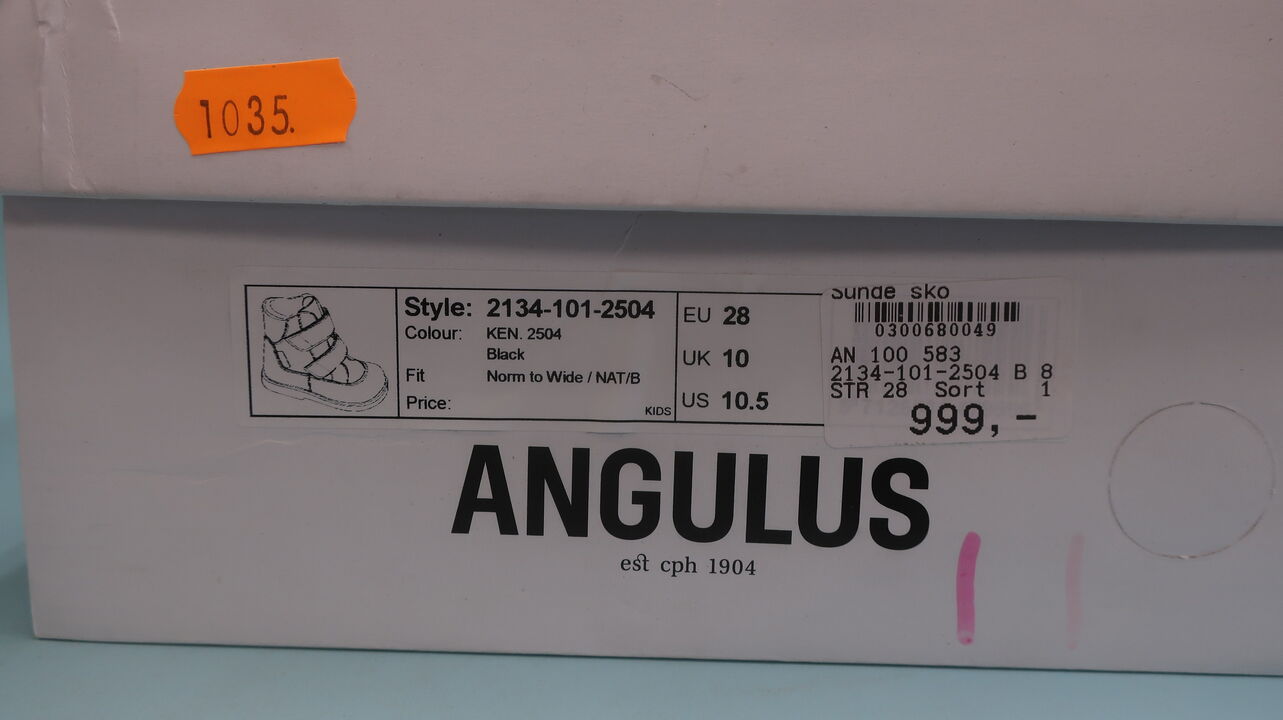 1035.
Style: 2134-101-2504
Colour: KEN. 2504
Black
Fit Norm to Wide / NAT/B
Price:
KIDS
EU 28
UK 10
US 10.5
Sunde sko
0300680049
AN 100 583
2134-101-2504 B 8
STR 28 Sort 1
999,-
ANGULUS
est cph 1904